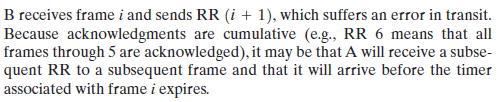 B receives frame i and sends RR (i + 1), which suffers an error in transit.
Because acknowledgments are cumulative (e.g., RR 6 means that all
frames through 5 are acknowledged), it may be that A will receive a subse-
quent RR to a subsequent frame and that it will arrive before the timer
associated with frame i expires.